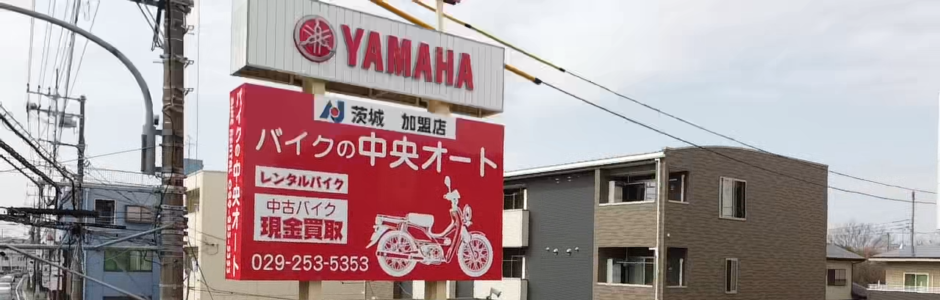 YAMAHA
AJ 茨城 加盟店
バイクの中央オート
レンタルバイク
中古バイク
現金買取
029-253-5353
バイクの中央オート